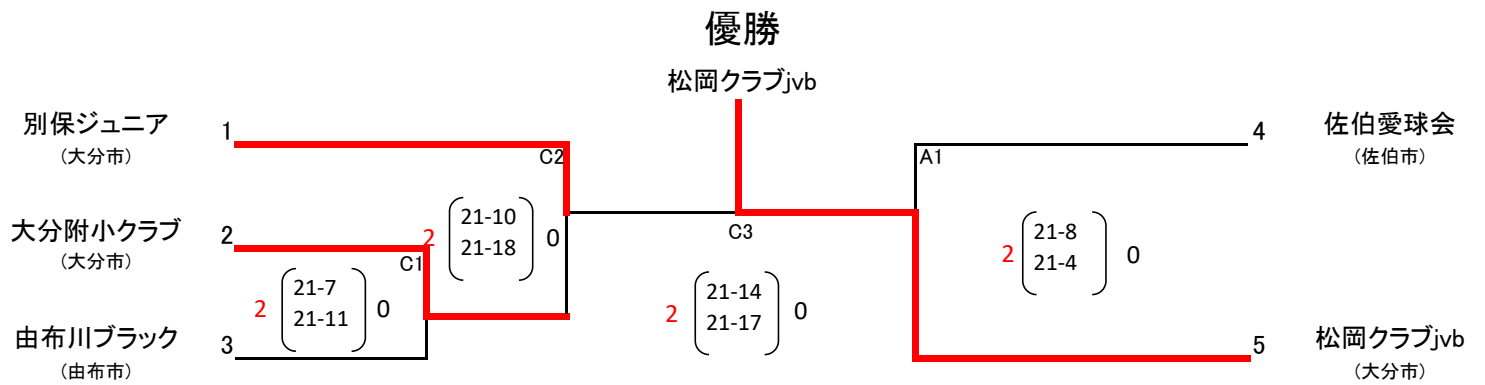 優勝
松岡クラブjvb
別保ジュニア
(大分市)
1
C2
A1
4
佐伯愛球会
(佐伯市)
大分附小クラブ
(大分市)
2
C1
2
21-10
21-18
0
C3
2
21-8
21-4
0
2
21-7
21-11
0
2
21-14
21-17
0
由布川ブラック
(由布市)
3
5
松岡クラブjvb
(大分市)